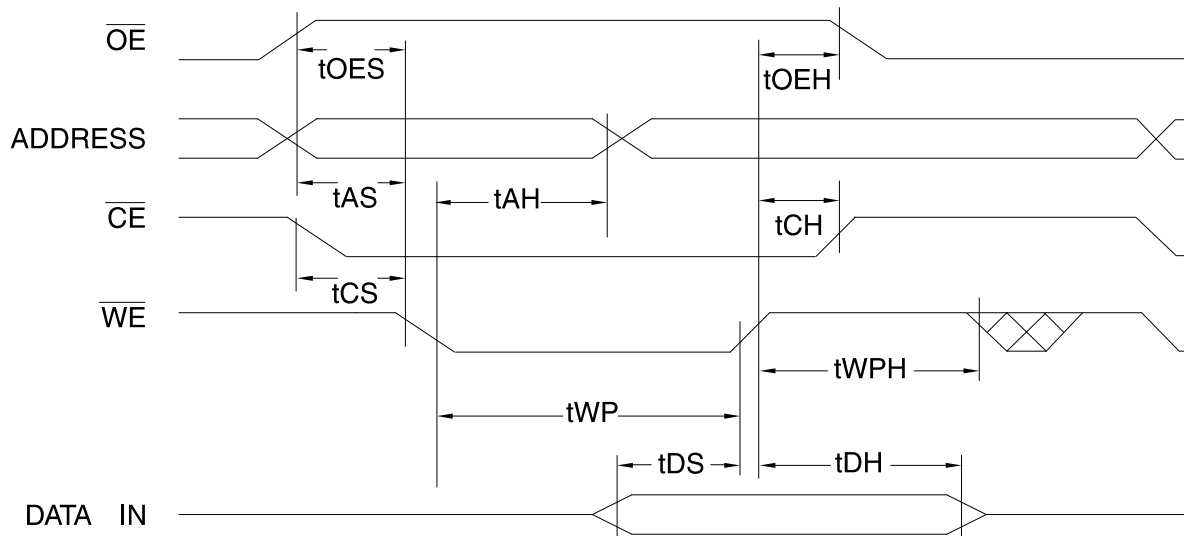 OE
tOES
tOEH
ADDRESS
tAS
tAH
CE
tCH
tCS
WE
tWPH
tWP
tDS
tDH
DATA IN